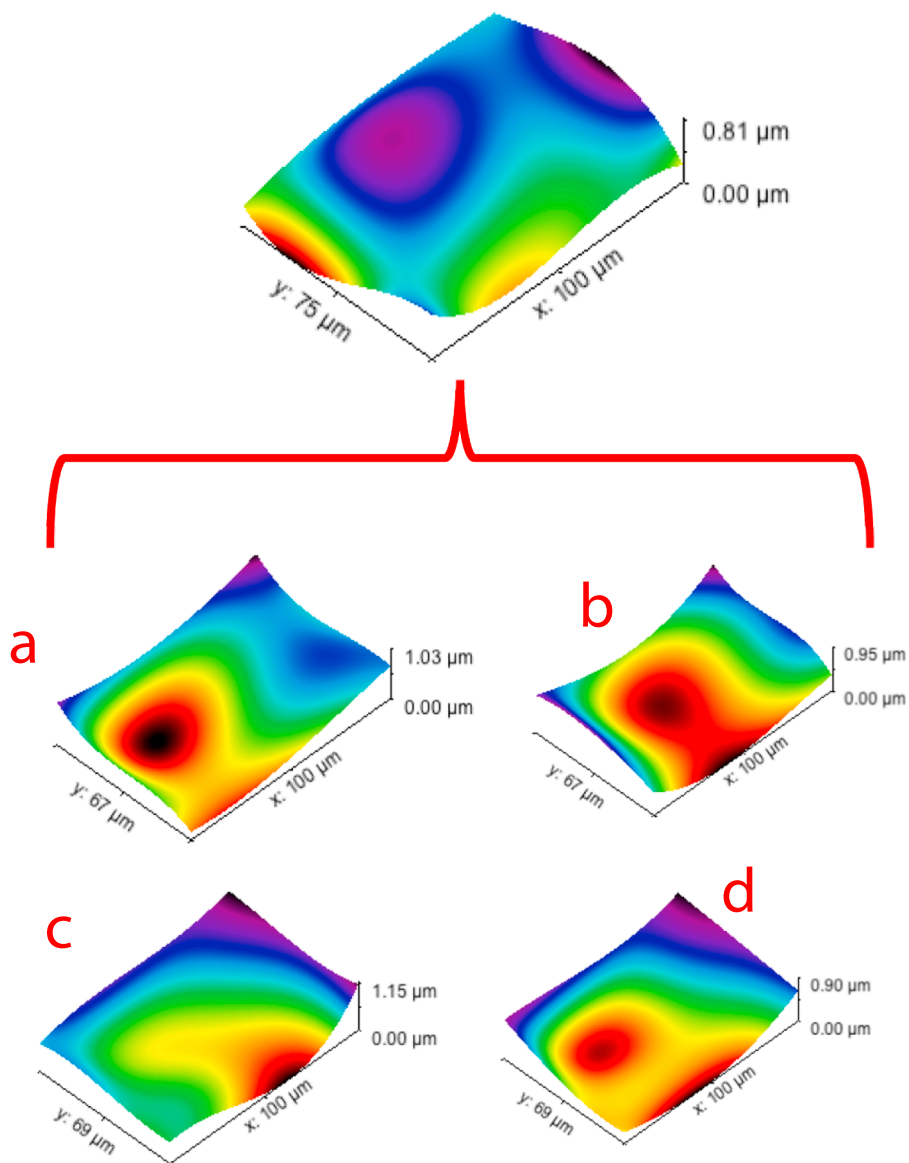 0.81 µm
0.00 µm
y: 75 µm
x: 100 µm
a
b
1.03 µm
0.00 µm
y: 67 µm
x: 100 µm
0.95 µm
0.00 µm
y: 67 µm
x: 100 µm
c
d
1.15 µm
0.00 µm
y: 69 µm
x: 100 µm
0.90 µm
0.00 µm
y: 69 µm
x: 100 µm